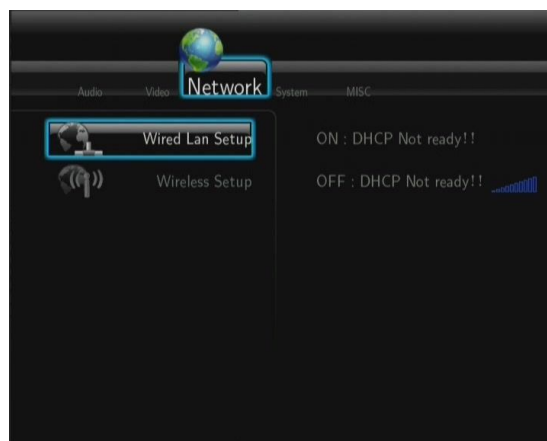 Audio Video Network System MISC
Wired Lan Setup ON : DHCP Not ready!!
Wireless Setup OFF : DHCP Not ready!!